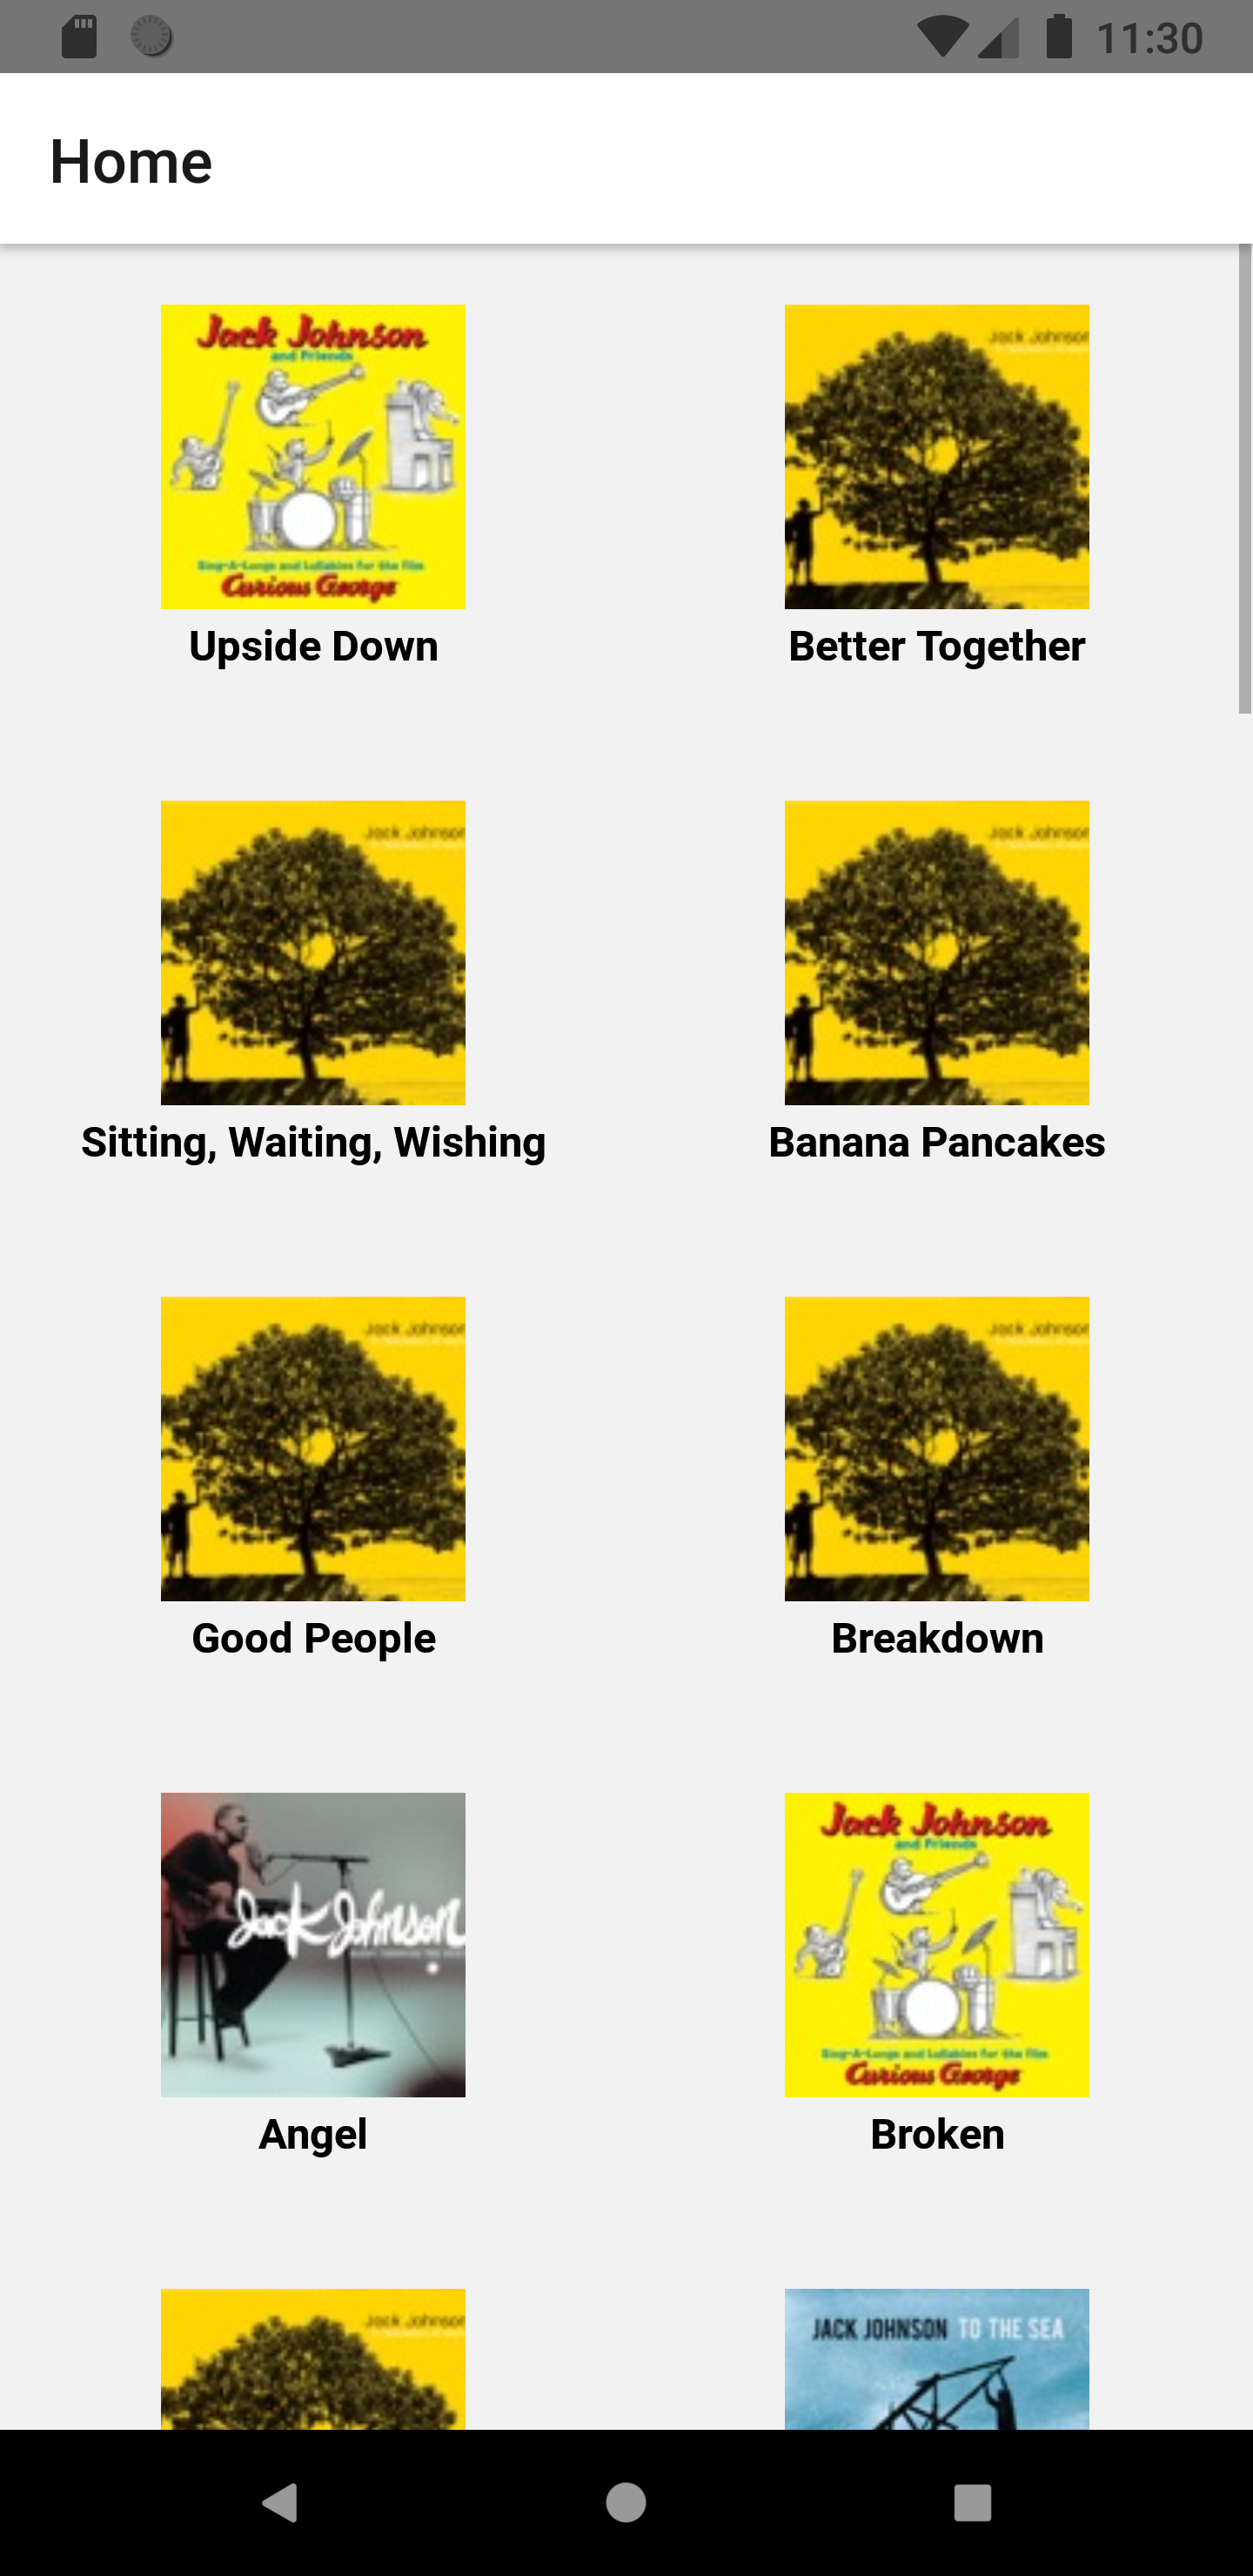 11:30
Home
Jack Johnson
and Friends
Sing-A-Longs and Lullabies for the film
Curious George
Upside Down
Jack Johnson
Better Together
Jack Johnson
Sitting, Waiting, Wishing
Jack Johnson
Banana Pancakes
Jack Johnson
Good People
Jack Johnson
Breakdown
Jack Johnson
Angel
Jack Johnson
and Friends
Sing-A-Longs and Lullabies for the film
Curious George
Broken
Jack Johnson
JACK JOHNSON TO THE SEA